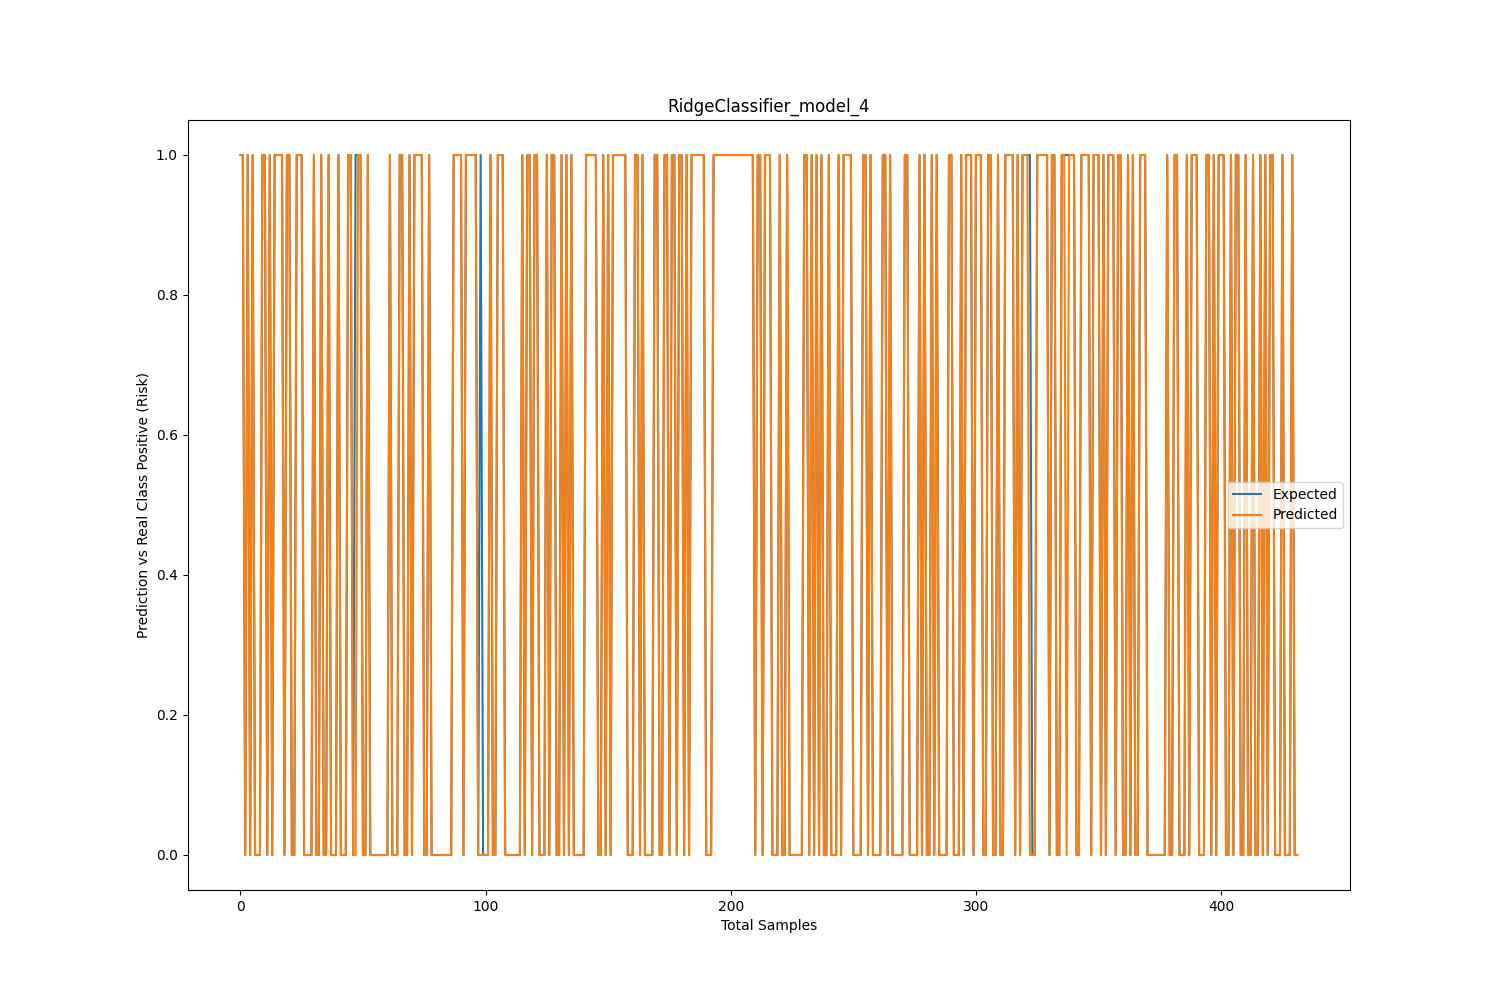 RidgeClassifier_model_4
1.0
0.8
0.6
0.4
0.2
0.0
Prediction vs Real Class Positive (Risk)
Expected
Predicted
0
100
200
300
400
Total Samples